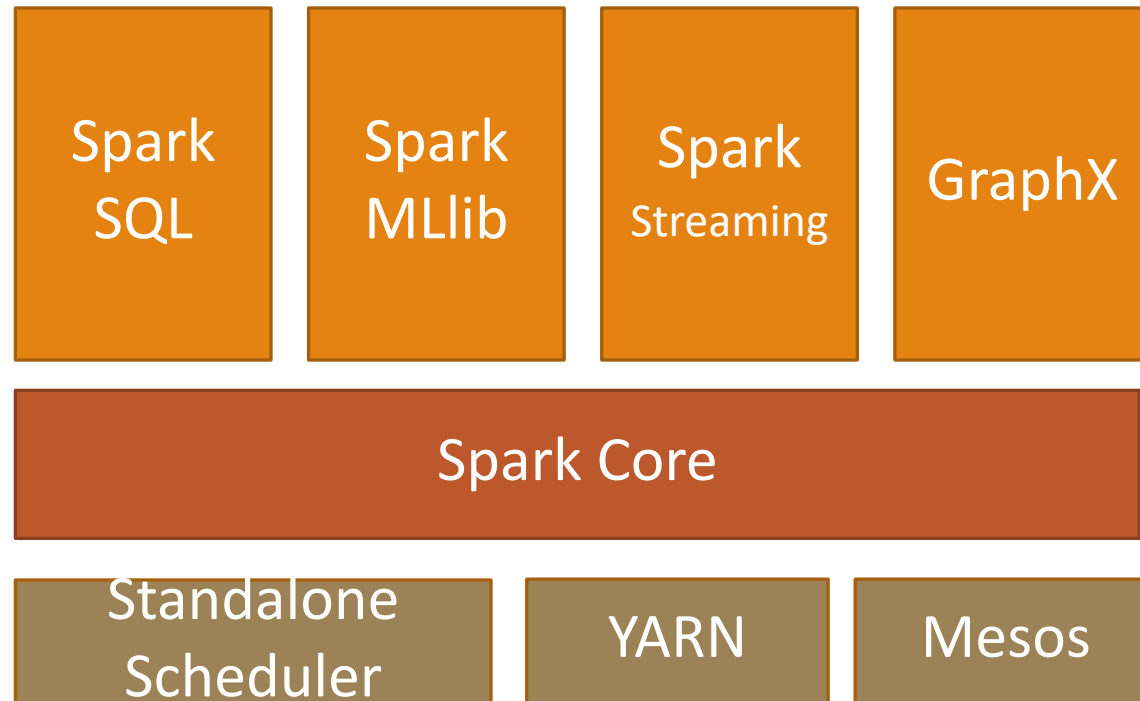 Spark
SQL
Spark
MLlib
Spark
Streaming
GraphX
Spark Core
Standalone
Scheduler
YARN
Mesos